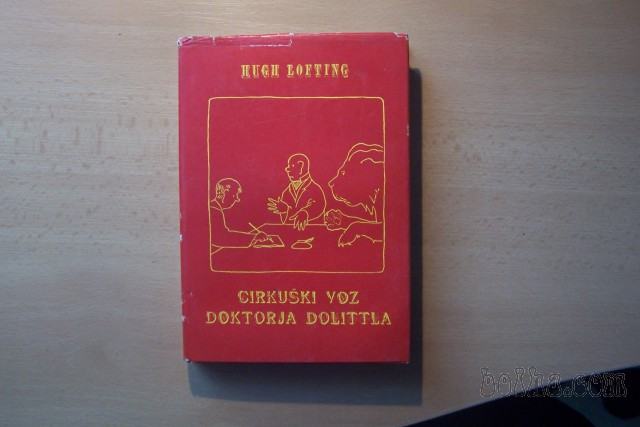 HUGH LOFTING
CIRKUŠKI VOZ
DOKTORJA DOLITTLA
bolha.com